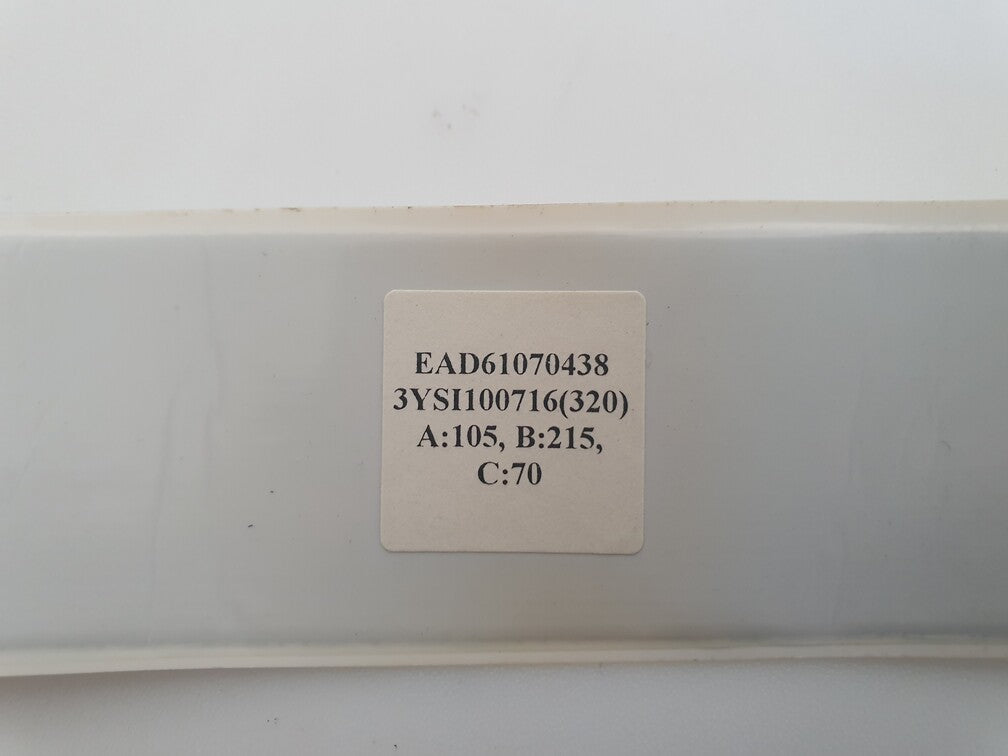 EAD61070438
3YSI100716(320)
A:105, B:215,
C:70